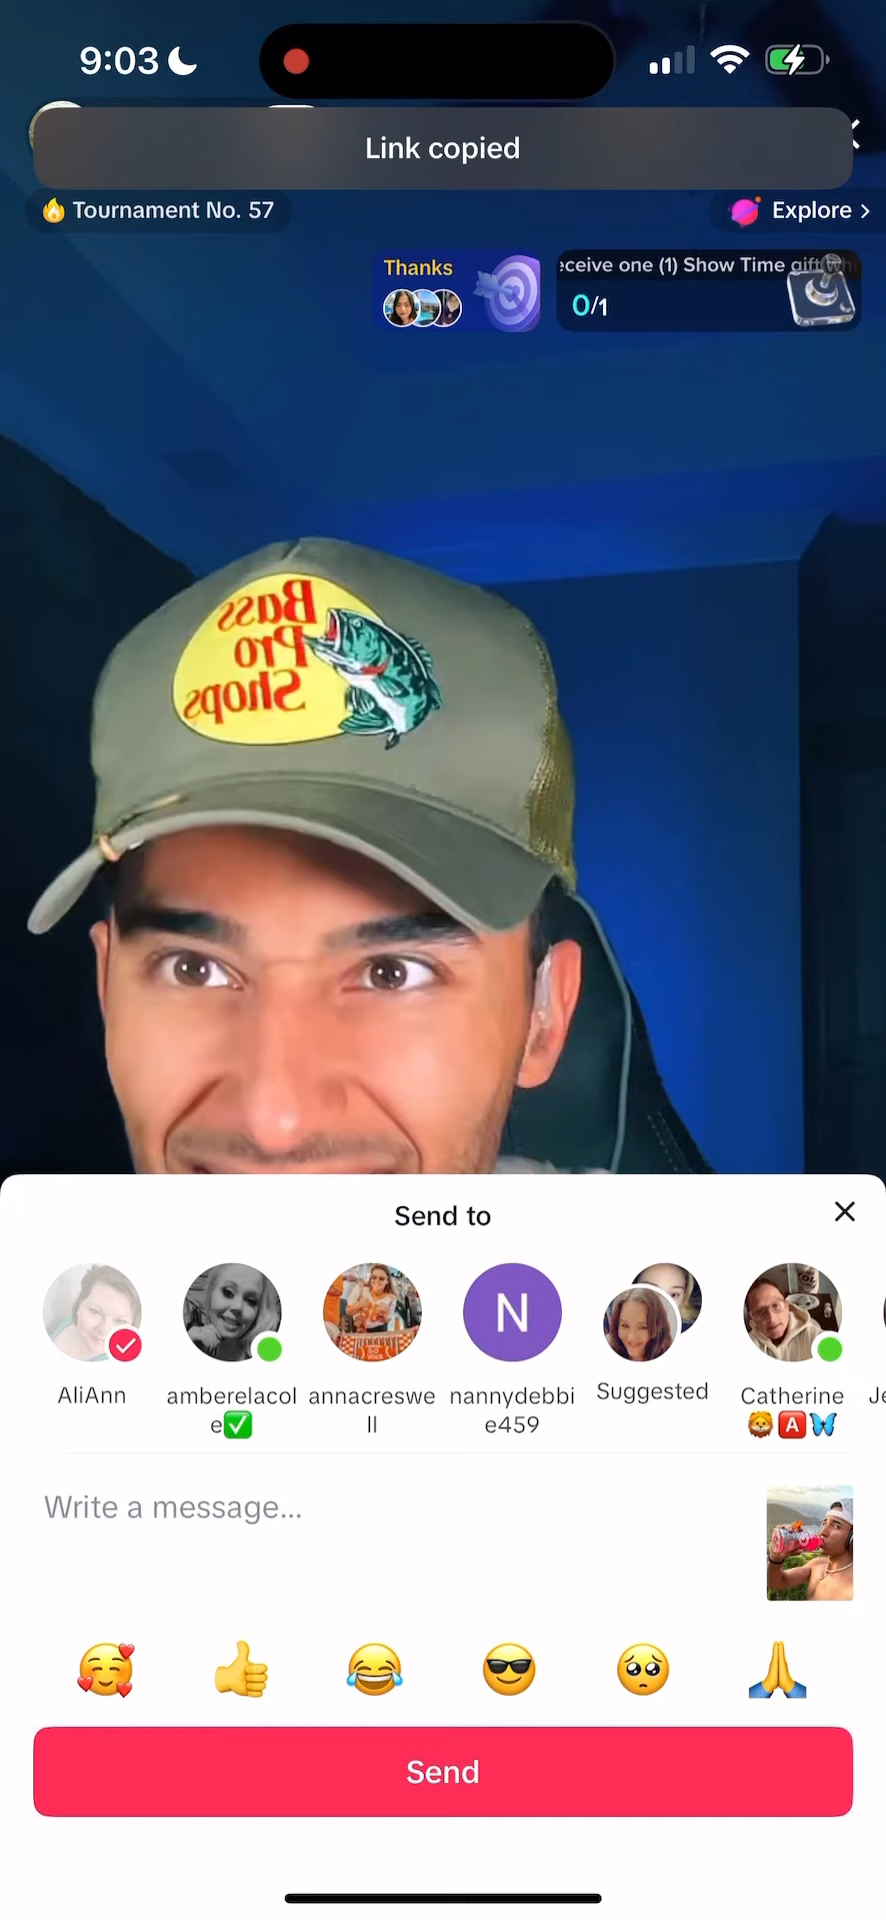 9:03
Link copied
🔥 Tournament No. 57
Explore >
Thanks
eceive one (1) Show Time gift
0/1
Bass
Pro
Shops
Send to
AliAnn
amberelacol
e✅
annacreswe
ll
N
nannydebbi
e459
Suggested
Catherine
🦁🅰️🦋
Je
Write a message...
Send